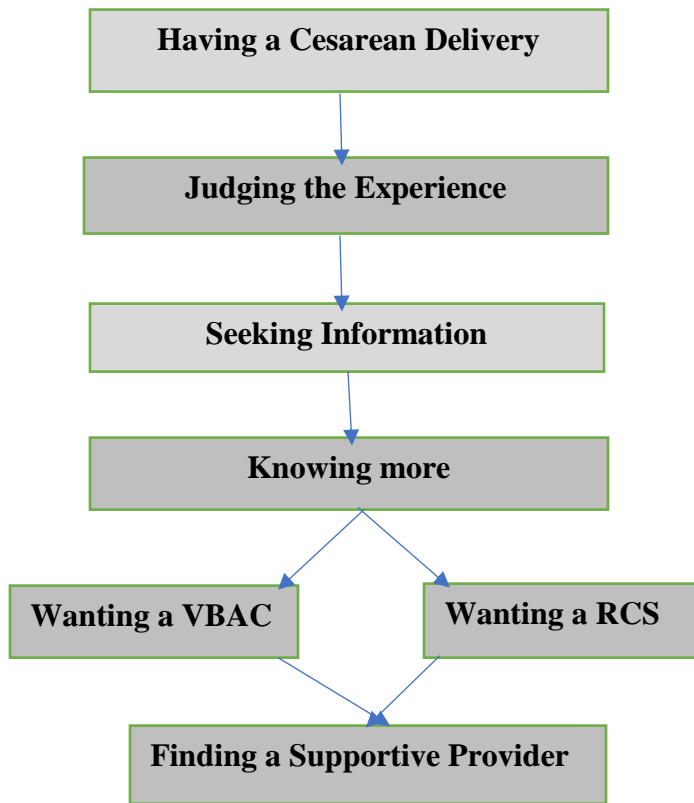 Having a Cesarean Delivery
Judging the Experience
Seeking Information
Knowing more
Wanting a VBAC
Wanting a RCS
Finding a Supportive Provider